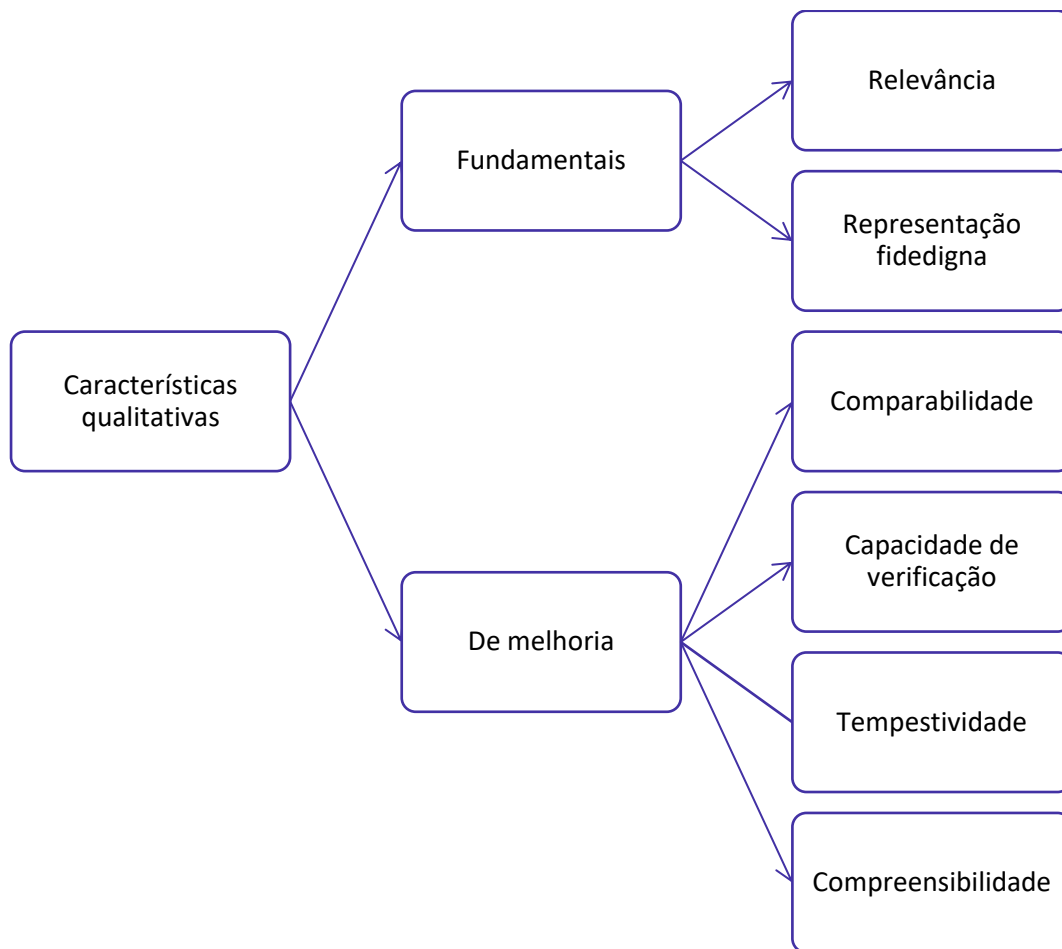 Relevância
Fundamentais
Representação
fidedigna
Características
qualitativas
Comparabilidade
Capacidade de
verificação
De melhoria
Tempestividade
Compreensibilidade